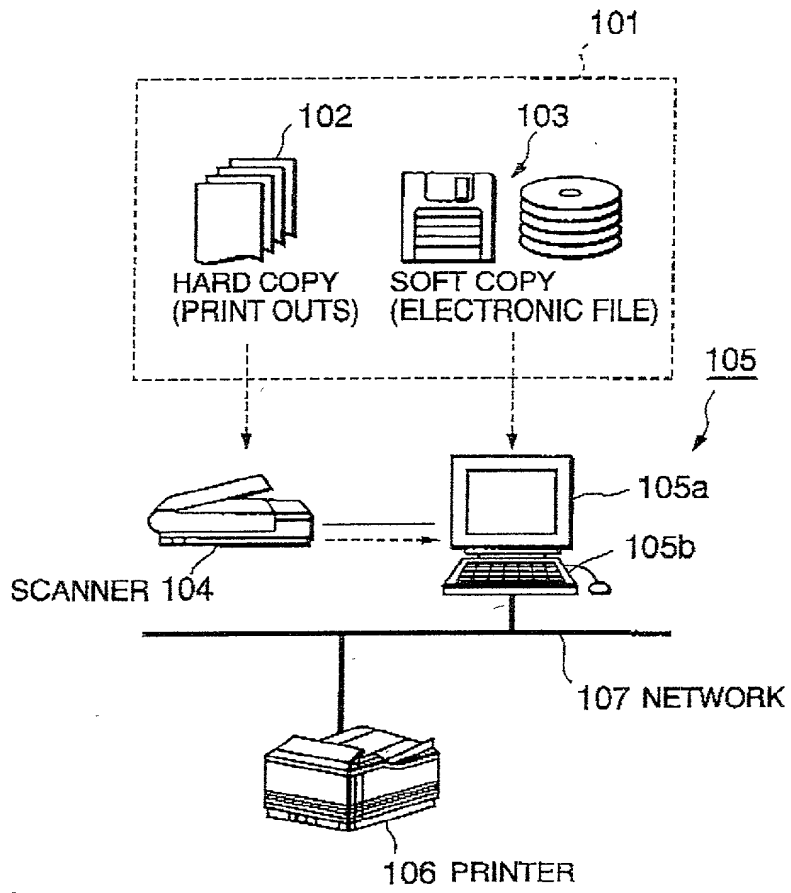 101
102
103
HARD COPY
(PRINT OUTS)
SOFT COPY
(ELECTRONIC FILE)
105
105a
105b
SCANNER 104
107 NETWORK
106 PRINTER